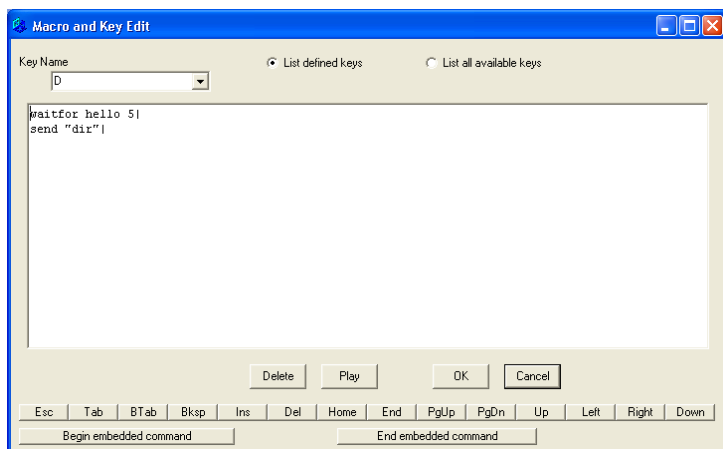 Macro and Key Edit
Key Name
List defined keys
List all available keys
D
waitfor hello 5|
send "dir"|
Delete Play OK Cancel
Esc Tab BTab Bksp Ins Del Home End PgUp PgDn Up Left Right Down
Begin embedded command End embedded command